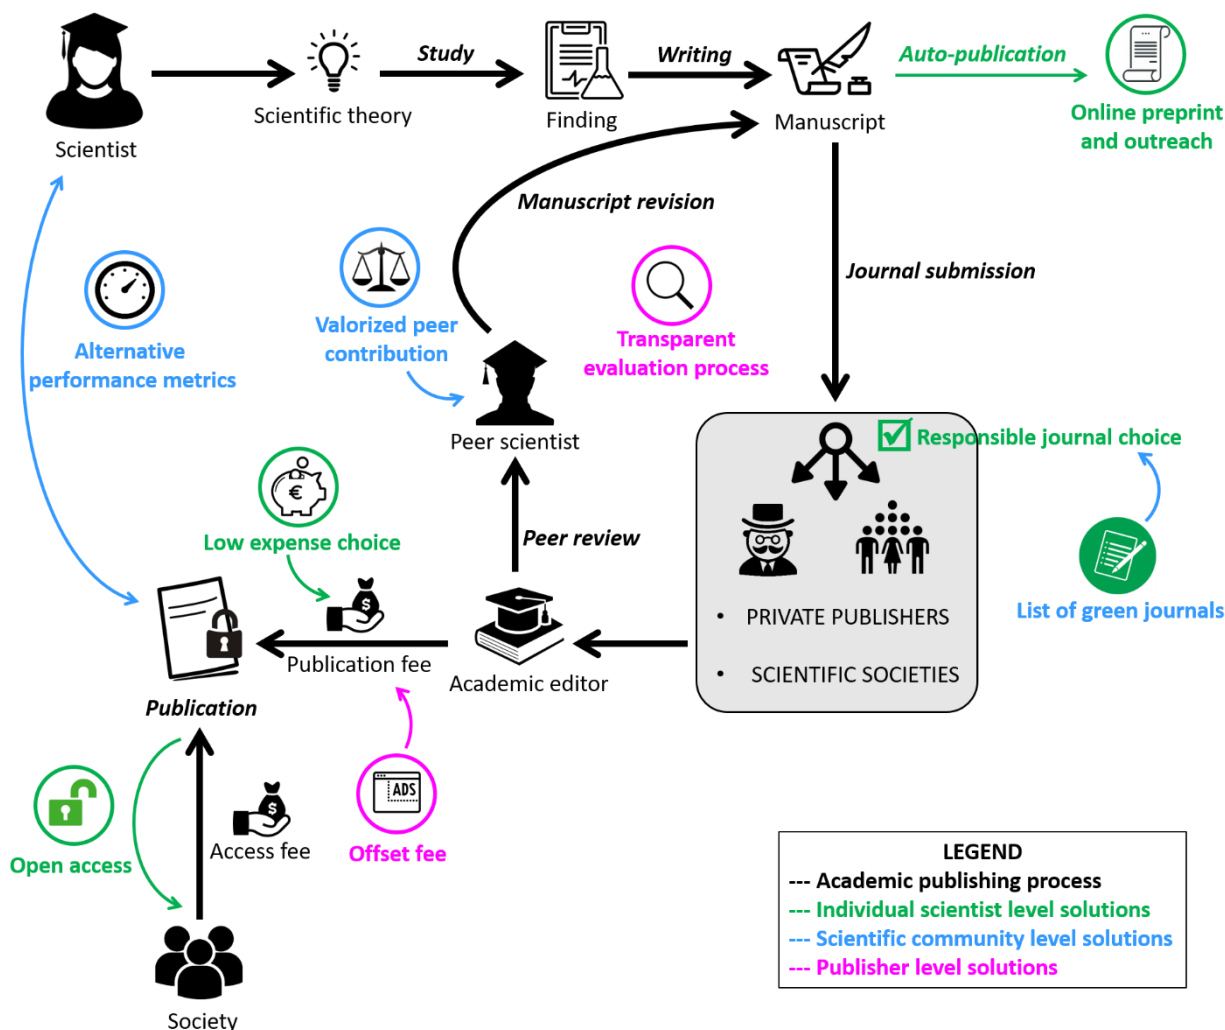 Study
Writing
Auto-publication
Scientist
Scientific theory
Finding
Manuscript
Online preprint
and outreach
Manuscript revision
Journal submission
Alternative
performance metrics
Valorized peer
contribution
Transparent
evaluation process
Peer scientist
Responsible journal choice
Low expense choice
€
Peer review
$
List of green journals
• PRIVATE PUBLISHERS
• SCIENTIFIC SOCIETIES
Publication fee
Academic editor
Publication
ADS
$
Open access
Access fee
Offset fee
Society
LEGEND
--- Academic publishing process
--- Individual scientist level solutions
--- Scientific community level solutions
--- Publisher level solutions